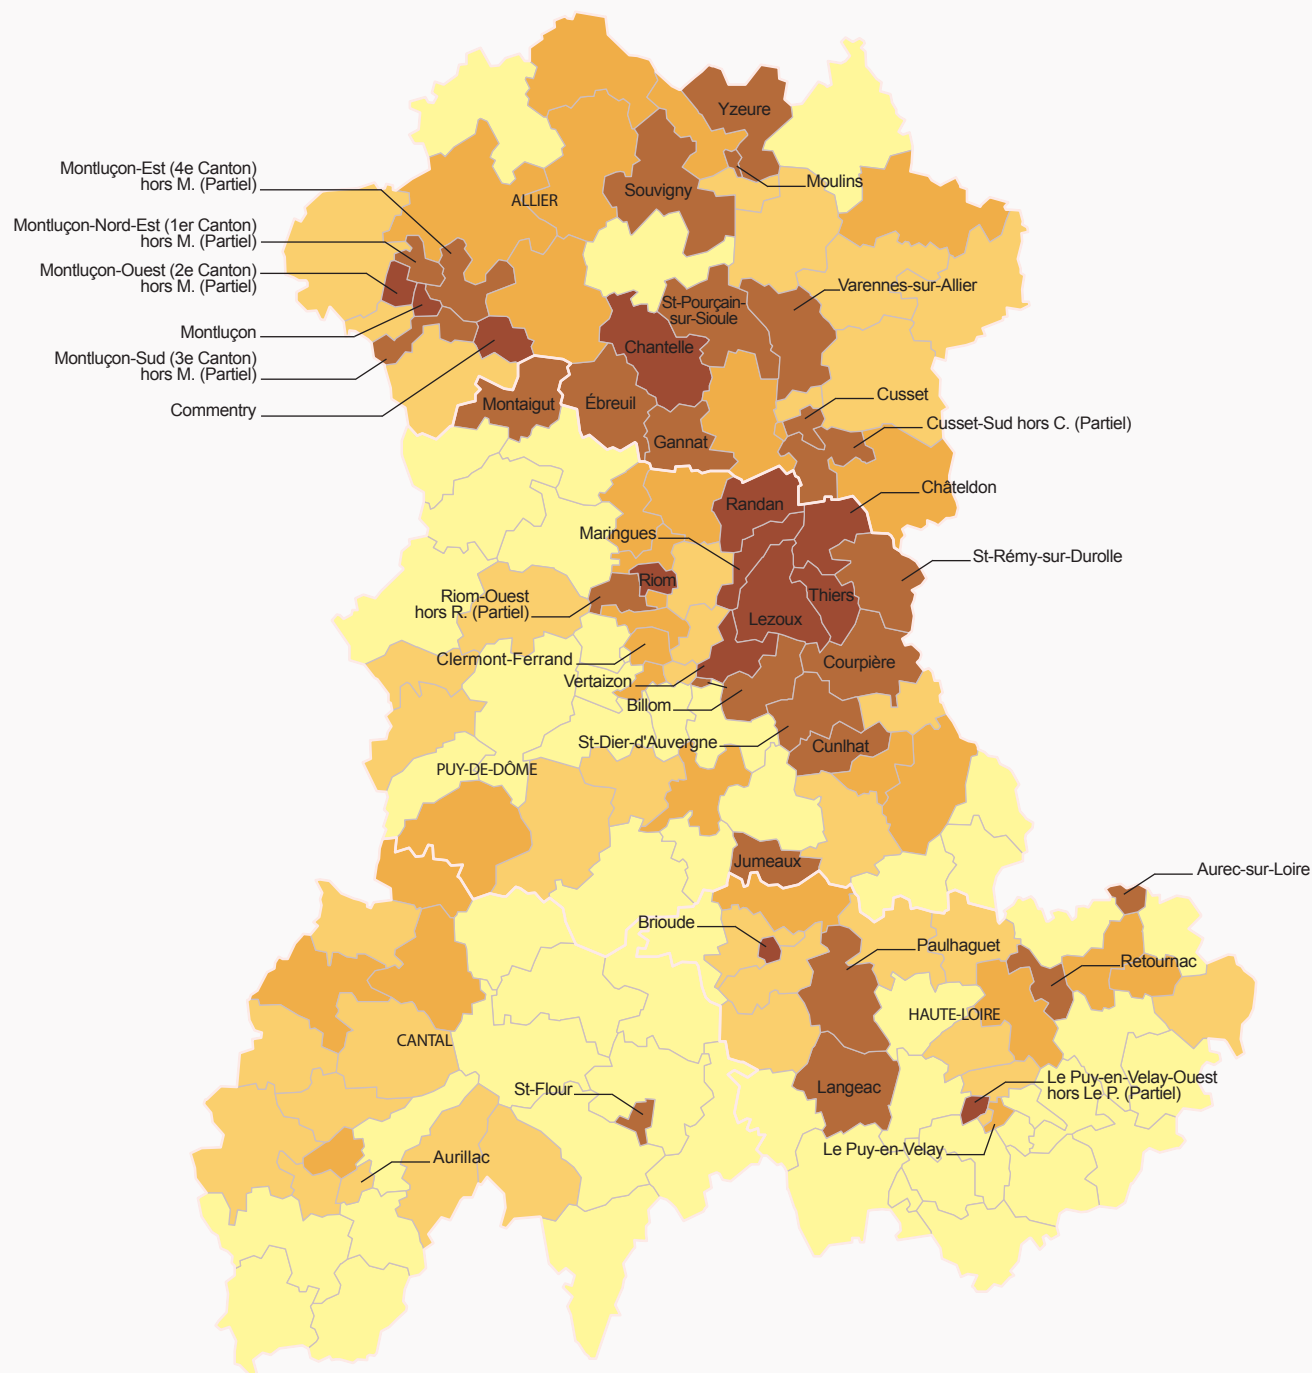 Yzeure
Montluçon-Est (4e Canton)
hors M. (Partiel)
Moulins
Souvigny
ALLIER
Montluçon-Nord-Est (1er Canton)
hors M. (Partiel)
Montluçon-Ouest (2e Canton)
hors M. (Partiel)
Varennes-sur-Allier
St-Pourçain-
sur-Sioule
Montluçon
Chantelle
Montluçon-Sud (3e Canton)
hors M. (Partiel)
Cusset
Commentry
Montaigut
Ébreuil
Cusset-Sud hors C. (Partiel)
Gannat
Châteldon
Randan
Maringues
St-Rémy-sur-Durolle
Riom
Riom-Ouest
hors R. (Partiel)
Thiers
Lezoux
Clermont-Ferrand
Courpière
Vertaizon
Billom
St-Dier-d'Auvergne
Cunlhat
PUY-DE-DÔME
Jumeaux
Aurec-sur-Loire
Brioude
Paulhaguet
Retournac
HAUTE-LOIRE
CANTAL
Le Puy-en-Velay-Ouest
hors Le P. (Partiel)
St-Flour
Langeac
Le Puy-en-Velay
Aurillac